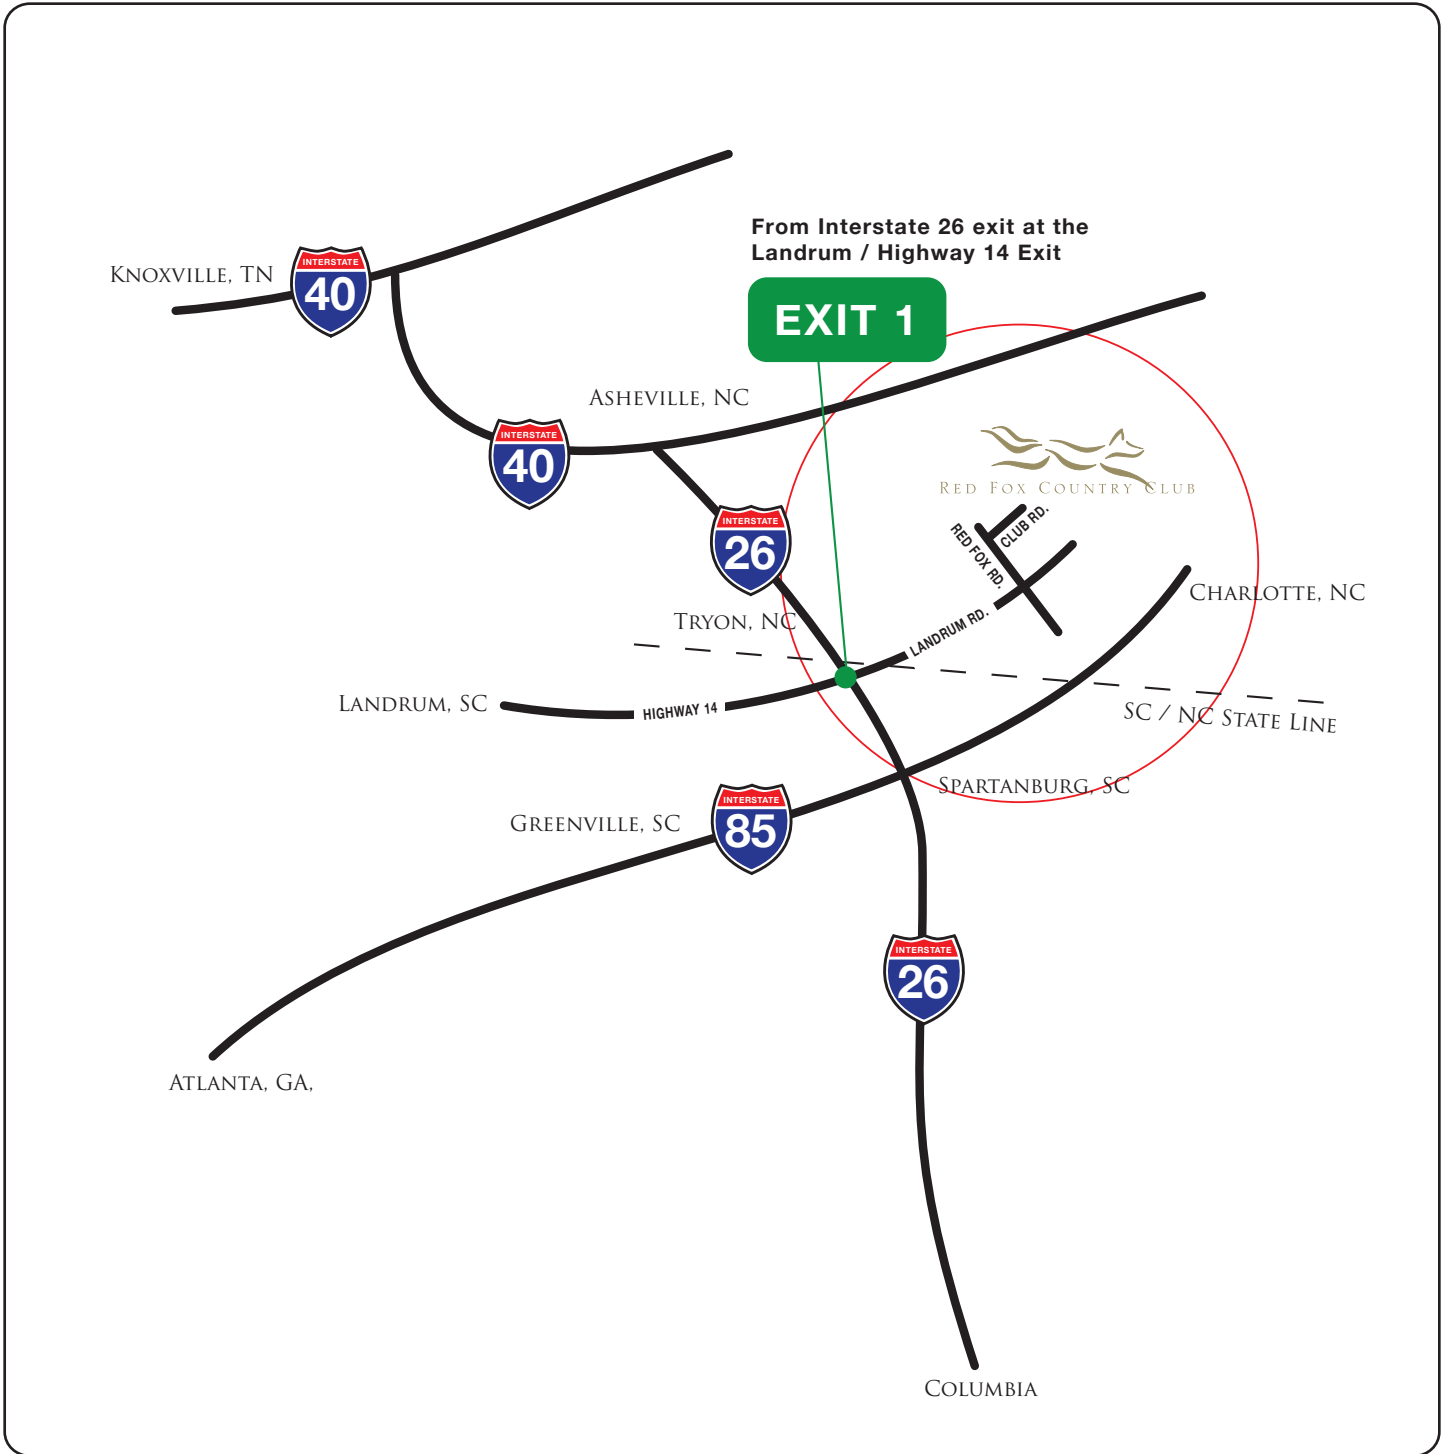 From Interstate 26 exit at the
Landrum / Highway 14 Exit
KNOXVILLE, TN
INTERSTATE
40
EXIT 1
ASHEVILLE, NC
INTERSTATE
40
RED FOX COUNTRY CLUB
INTERSTATE
26
RED FOX RD.
CLUB RD.
CHARLOTTE, NC
TRYON, NC
LANDRUM RD.
LANDRUM, SC
HIGHWAY 14
SC / NC STATE LINE
SPARTANBURG, SC
INTERSTATE
85
GREENVILLE, SC
INTERSTATE
26
ATLANTA, GA,
COLUMBIA